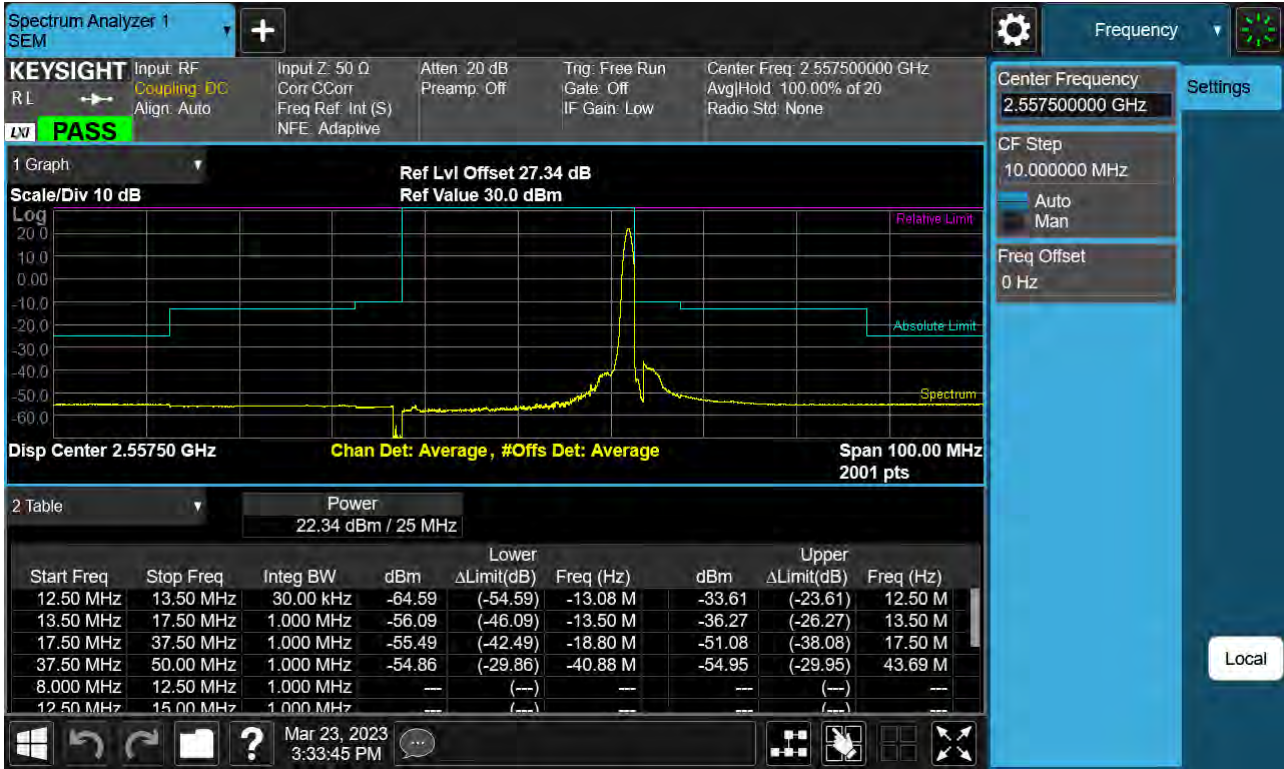 Spectrum Analyzer 1
SEM
Frequency
KEYSIGHT
Input: RF
Input Z: 50 Ω
Atten: 20 dB
Trig: Free Run
Center Freq: 2.557500000 GHz
R L
Coupling: DC
Corr CCorr
Preamp: Off
Gate: Off
Avg|Hold: 100.00% of 20
Align: Auto
Freq Ref: Int (S)
IF Gain: Low
Radio Std: None
LXI
PASS
NFE: Adaptive
Center Frequency
2.557500000 GHz
Settings
CF Step
10.000000 MHz
Auto
Man
Freq Offset
0 Hz
1 Graph
Ref Lvl Offset 27.34 dB
Scale/Div 10 dB
Ref Value 30.0 dBm
Log
Relative Limit
20.0
10.0
0.00
-10.0
-20.0
Absolute Limit
-30.0
-40.0
-50.0
Spectrum
-60.0
Disp Center 2.55750 GHz
Chan Det: Average, #Offs Det: Average
Span 100.00 MHz
2001 pts
2 Table
Power
22.34 dBm / 25 MHz
Lower Upper
Start Freq Stop Freq Integ BW dBm ΔLimit(dB) Freq (Hz) dBm ΔLimit(dB) Freq (Hz)
12.50 MHz 13.50 MHz 30.00 kHz -64.59 (-54.59) -13.08 M -33.61 (-23.61) 12.50 M
13.50 MHz 17.50 MHz 1.000 MHz -56.09 (-46.09) -13.50 M -36.27 (-26.27) 13.50 M
17.50 MHz 37.50 MHz 1.000 MHz -55.49 (-42.49) -18.80 M -51.08 (-38.08) 17.50 M
37.50 MHz 50.00 MHz 1.000 MHz -54.86 (-29.86) -40.88 M -54.95 (-29.95) 43.69 M
8.000 MHz 12.50 MHz 1.000 MHz --- (---) --- --- (---) ---
12.50 MHz 15.00 MHz 1.000 MHz --- (---) --- --- (---) ---
Local
Mar 23, 2023
3:33:45 PM